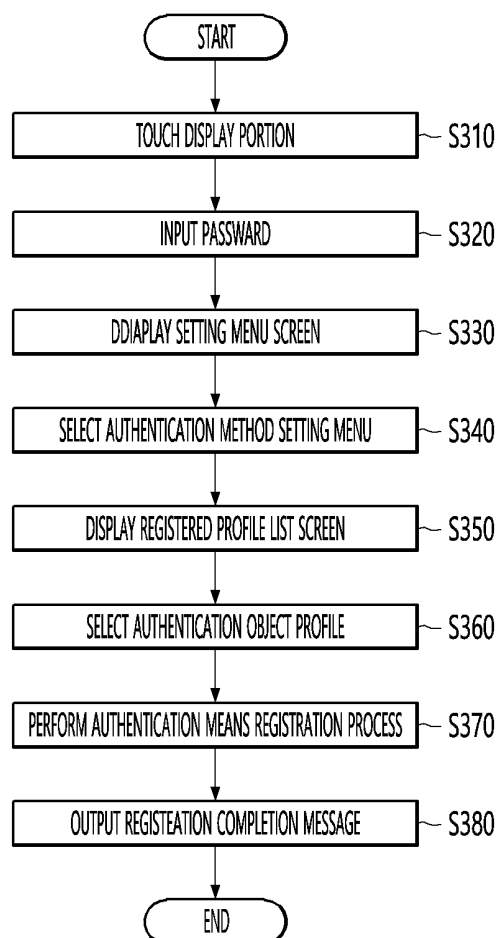 START
TOUCH DISPLAY PORTION
S310
INPUT PASSWARD
S320
DDIAPLAY SETTING MENU SCREEN
S330
SELECT AUTHENTICATION METHOD SETTING MENU
S340
DISPLAY REGISTERED PROFILE LIST SCREEN
S350
SELECT AUTHENTICATION OBJECT PROFILE
S360
PERFORM AUTHENTICATION MEANS REGISTRATION PROCESS
S370
OUTPUT REGISTEATION COMPLETION MESSAGE
S380
END